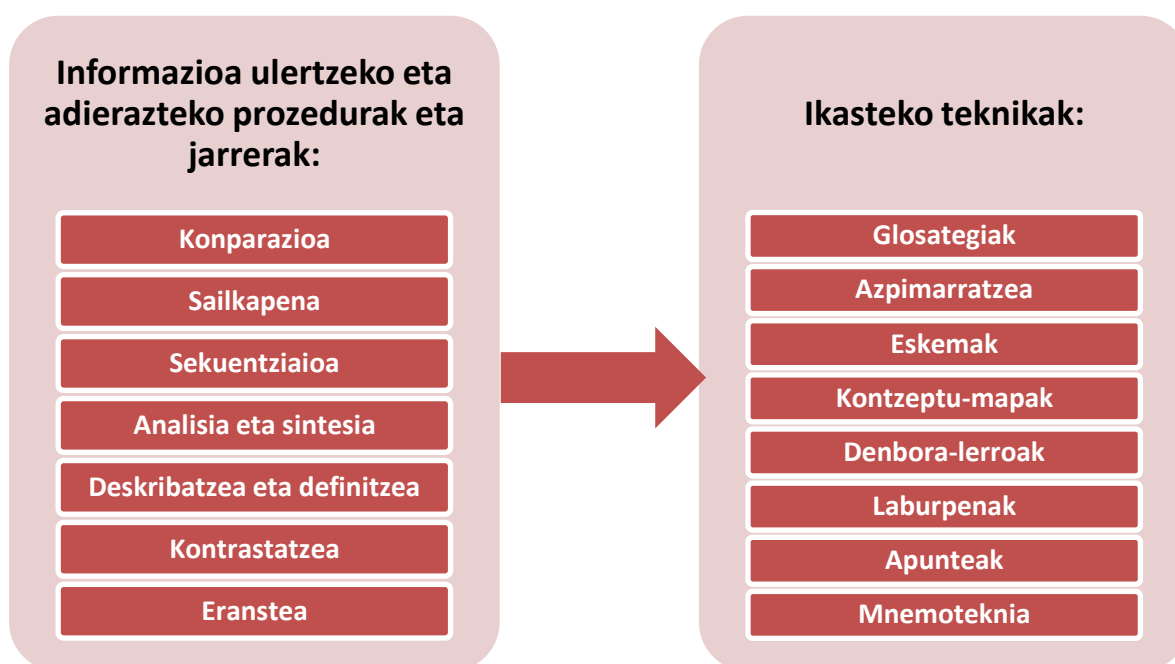 Informazioa ulertzeko eta
adierazteko prozedurak eta
jarrerak:
Konparazioa
Sailkapena
Sekuentziaioa
Analisia eta sintesia
Deskribatzea eta definitzea
Kontrastatzea
Eranstea
Ikasteko teknikak:
Glosategiak
Azpimarratzea
Eskemak
Kontzeptu-mapak
Denbora-lerroak
Laburpenak
Apunteak
Mnemoteknia